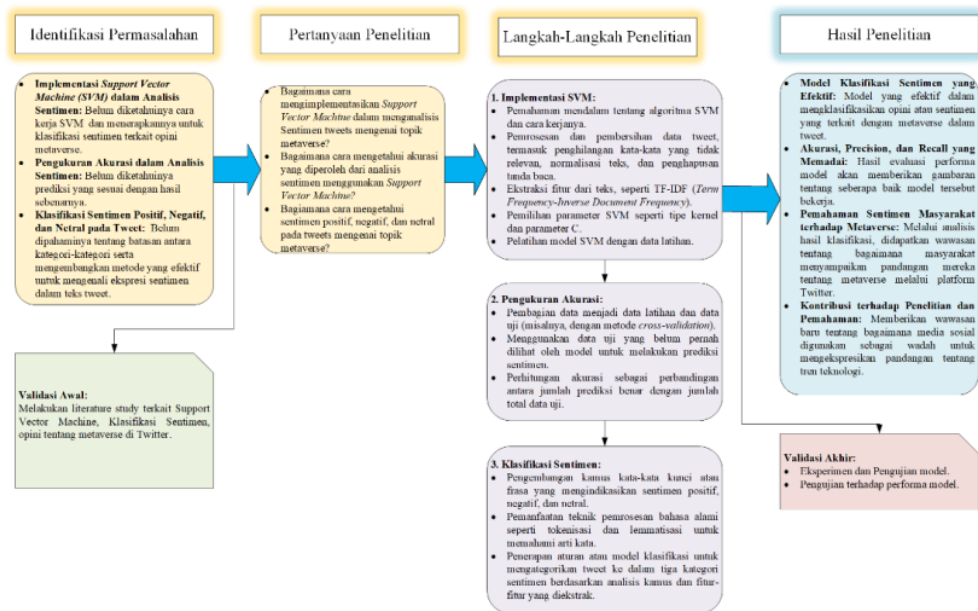 Identifikasi Permasalahan
Implementasi Support Vector
Machine (SVM) dalam Analisis
Sentimen: Belum diketahuinya cara
kerja SVM dan menerapkannya untuk
klasifikasi sentimen terkait opini
metaverse.
Pengukuran Akurasi dalam Analisis
Sentimen: Belum diketahuinya
prediksi yang sesuai dengan hasil
sebenarnya.
Klasifikasi Sentimen Positif, Negatif,
dan Netral pada Tweet: Belum
dipahaminya tentang batasan antara
kategori-kategori serta
mengembangkan metode yang efektif
untuk mengenali ekspresi sentimen
dalam teks tweet.
Validasi Awal:
Melakukan literature study terkait Support
Vector Machine, Klasifikasi Sentimen,
opini tentang metaverse di Twitter.
Pertanyaan Penelitian
Bagaimana cara
mengimplementasikan Support
Vector Machine dalam menganalisis
Sentimen tweets mengenai topik
metaverse?
Bagaimana cara mengetahui akurasi
yang diperoleh dari analisis
sentimen menggunakan Support
Vector Machine?
Bagiamana cara mengetahui
sentimen positif, negatif, dan netral
pada tweets mengenai topik
metaverse?
Langkah-Langkah Penelitian
1. Implementasi SVM:
Pemahaman mendalam tentang algoritma SVM
dan cara kerjanya.
Pemrosesan dan pembersihan data tweet,
termasuk penghilangan kata-kata yang tidak
relevan, normalisasi teks, dan penghapusan
tanda baca.
Ekstraksi fitur dari teks, seperti TF-IDF (Term
Frequency-Inverse Document Frequency).
Pemilihan parameter SVM seperti tipe kernel
dan parameter C.
Pelatihan model SVM dengan data latihan.
2. Pengukuran Akurasi:
Pembagian data menjadi data latihan dan data
uji (misalnya, dengan metode cross-validation).
Menggunakan data uji yang belum pernah
dilihat oleh model untuk melakukan prediksi
sentimen.
Perhitungan akurasi sebagai perbandingan
antara jumlah prediksi benar dengan jumlah
total data uji.
3. Klasifikasi Sentimen:
Pengembangan kamus kata-kata kunci atau
frasa yang mengindikasikan sentimen positif,
negatif, dan netral.
Pemanfaatan teknik pemrosesan bahasa alami
seperti tokenisasi dan lemmatisasi untuk
memahami arti kata.
Penerapan aturan atau model klasifikasi untuk
mengategorikan tweet ke dalam tiga kategori
sentimen berdasarkan analisis kamus dan fitur-
fitur yang diekstrak.
Hasil Penelitian
Model Klasifikasi Sentimen yang
Efektif: Model yang efektif dalam
mengklasifikasikan opini atau sentimen
yang terkait dengan metaverse dalam
tweet.
Akurasi, Precision, dan Recall yang
Memadai: Hasil evaluasi performa
model akan memberikan gambaran
tentang seberapa baik model tersebut
bekerja.
Pemahaman Sentimen Masyarakat
terhadap Metaverse: Melalui analisis
hasil klasifikasi, didapatkan wawasan
tentang bagaimana masyarakat
menyampaikan pandangan mereka
tentang metaverse melalui platform
Twitter.
Kontribusi terhadap Penelitian dan
Pemahaman: Memberikan wawasan
baru tentang bagaimana media sosial
digunakan sebagai wadah untuk
mengekspresikan pandangan tentang
tren teknologi.
Validasi Akhir:
Eksperimen dan Pengujian model.
Pengujian terhadap performa model.